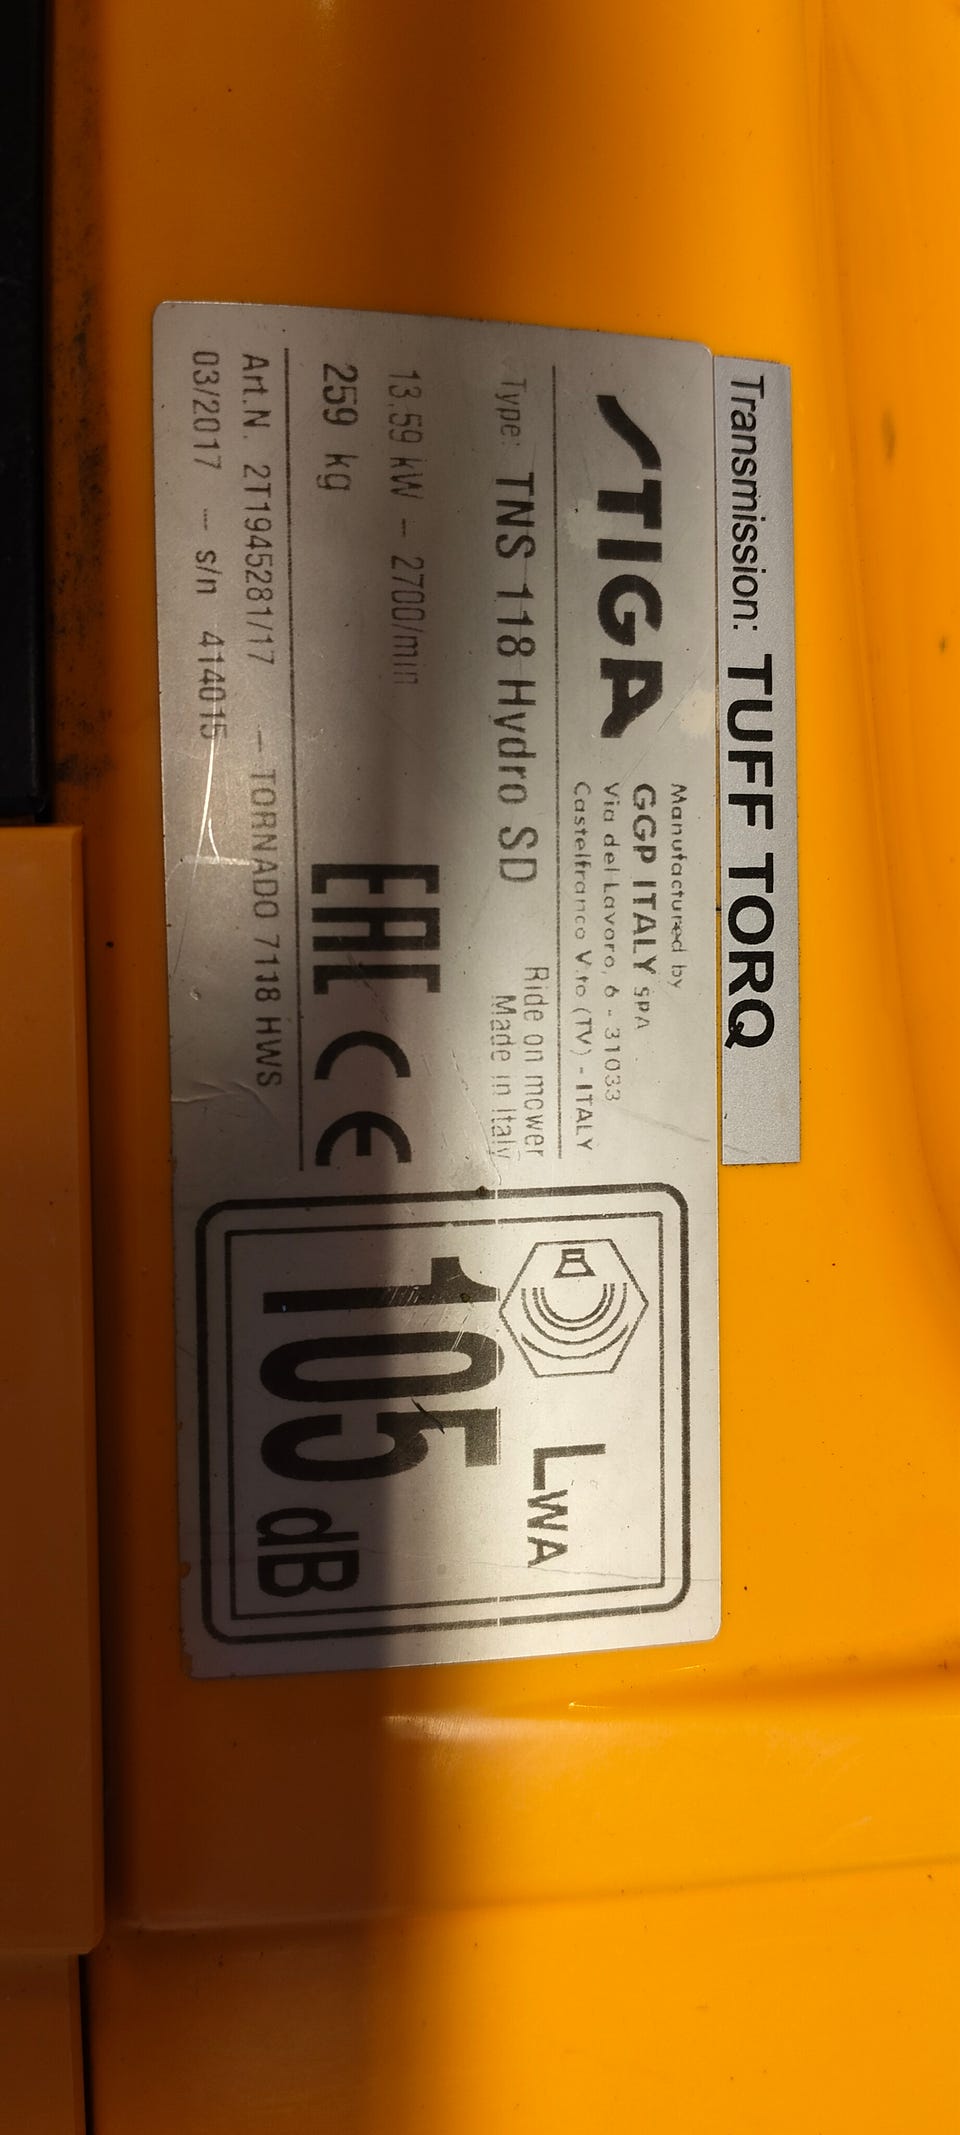 Transmission: TUFF TORQ
STIGA
Manufactured by
GGP ITALY SPA
Via del Lavoro, 6 - 31033
Castelfranco V.to (TV) - ITALY
Type: TNS 118 Hydro SD
Ride on mower
Made in Italy
13.59 kW - 2700/min
259 kg
EAC CE
Art.N. 2T1945281/17 - TORNADO 7118 HWS
03/2017 - s/n 414015
LWA
105 dB